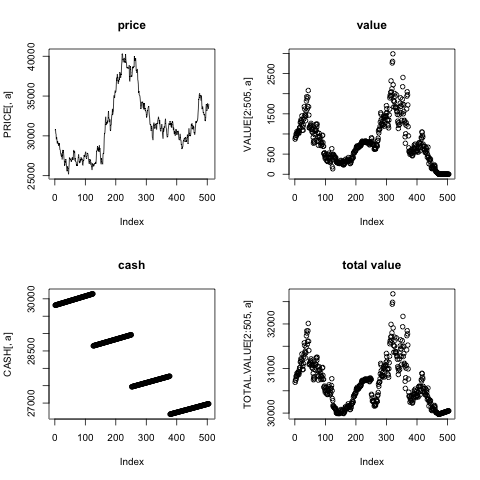 price
PRICE[, a]
40000
35000
30000
25000
0 100 200 300 400 500
Index
value
VALUE[2:505, a]
2500
1500
500
0
0 100 200 300 400 500
Index
cash
CASH[, a]
30000
28500
27000
0 100 200 300 400 500
Index
total value
TOTAL.VALUE[2:505, a]
32000
31000
30000
0 100 200 300 400 500
Index